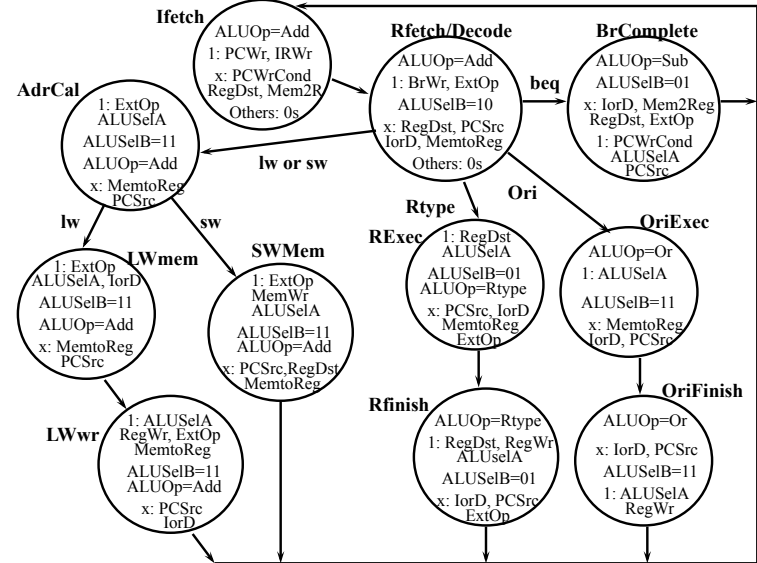 Ifetch
ALUOp=Add
1: PCWr, IRWr
x: PCWrCond
RegDst, Mem2R
Others: 0s
Rfetch/Decode
ALUOp=Add
1: BrWr, ExtOp
ALUSelB=10
x: RegDst, PCSrc
IorD, MemtoReg
Others: 0s
beq
BrComplete
ALUOp=Sub
ALUSelB=01
x: IorD, Mem2Reg
RegDst, ExtOp
1: PCWrCond
ALUSelA
PCSrc
AdrCal
1: ExtOp
ALUSelA
ALUSelB=11
ALUOp=Add
x: MemtoReg
PCSrc
lw or sw
lw
sw
Ori
Rtype
LWmem
1: ExtOp
ALUSelA, IorD
ALUSelB=11
ALUOp=Add
x: MemtoReg
PCSrc
SWMem
1: ExtOp
MemWr
ALUSelA
ALUSelB=11
ALUOp=Add
x: PCSrc,RegDst
MemtoReg
RExec
1: RegDst
ALUSelA
ALUSelB=01
ALUOp=Rtype
x: PCSrc, IorD
MemtoReg
ExtOp
OriExec
ALUOp=Or
1: ALUSelA
ALUSelB=11
x: MemtoReg
IorD, PCSrc
LWwr
1: ALUSelA
RegWr, ExtOp
MemtoReg
ALUSelB=11
ALUOp=Add
x: PCSrc
IorD
Rfinish
ALUOp=Rtype
1: RegDst, RegWr
ALUselA
ALUSelB=01
x: IorD, PCSrc
ExtOp
OriFinish
ALUOp=Or
x: IorD, PCSrc
ALUSelB=11
1: ALUSelA
RegWr